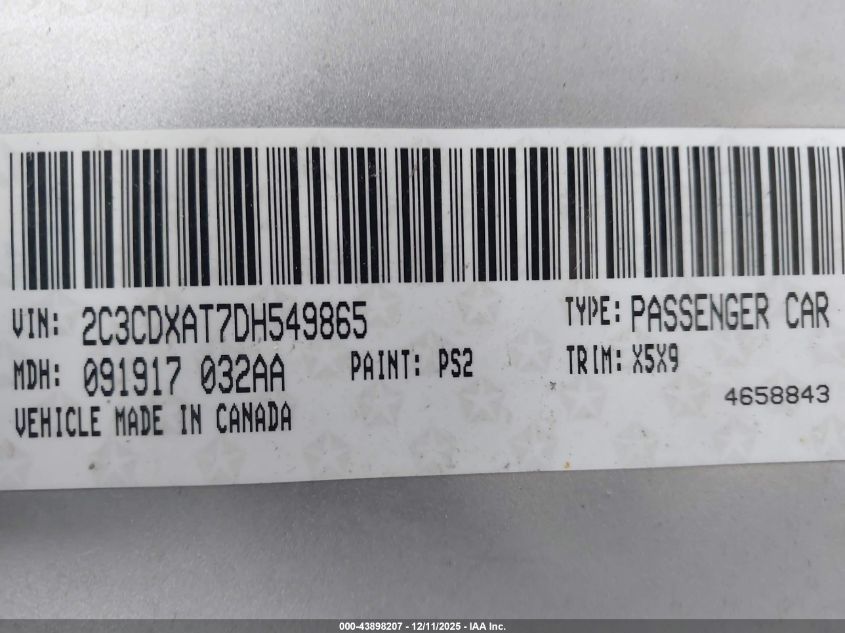 VIN: 2C3CDXAT7DH549865 TYPE: PASSENGER CAR
MDH: 091917 032AA PAINT: PS2 TRIM: X5X9
4658843
VEHICLE MADE IN CANADA
000-43898207 - 12/11/2025 - IAA Inc.